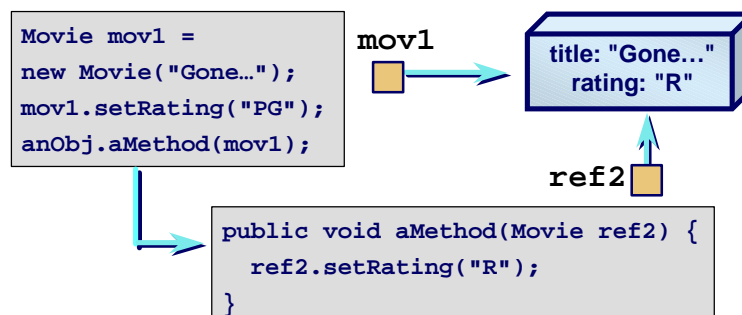 Movie mov1 =
new Movie("Gone…");
mov1.setRating("PG");
anObj.aMethod(mov1);
mov1
title: "Gone…"
rating: "R"
ref2
public void aMethod(Movie ref2) {
ref2.setRating("R");
}